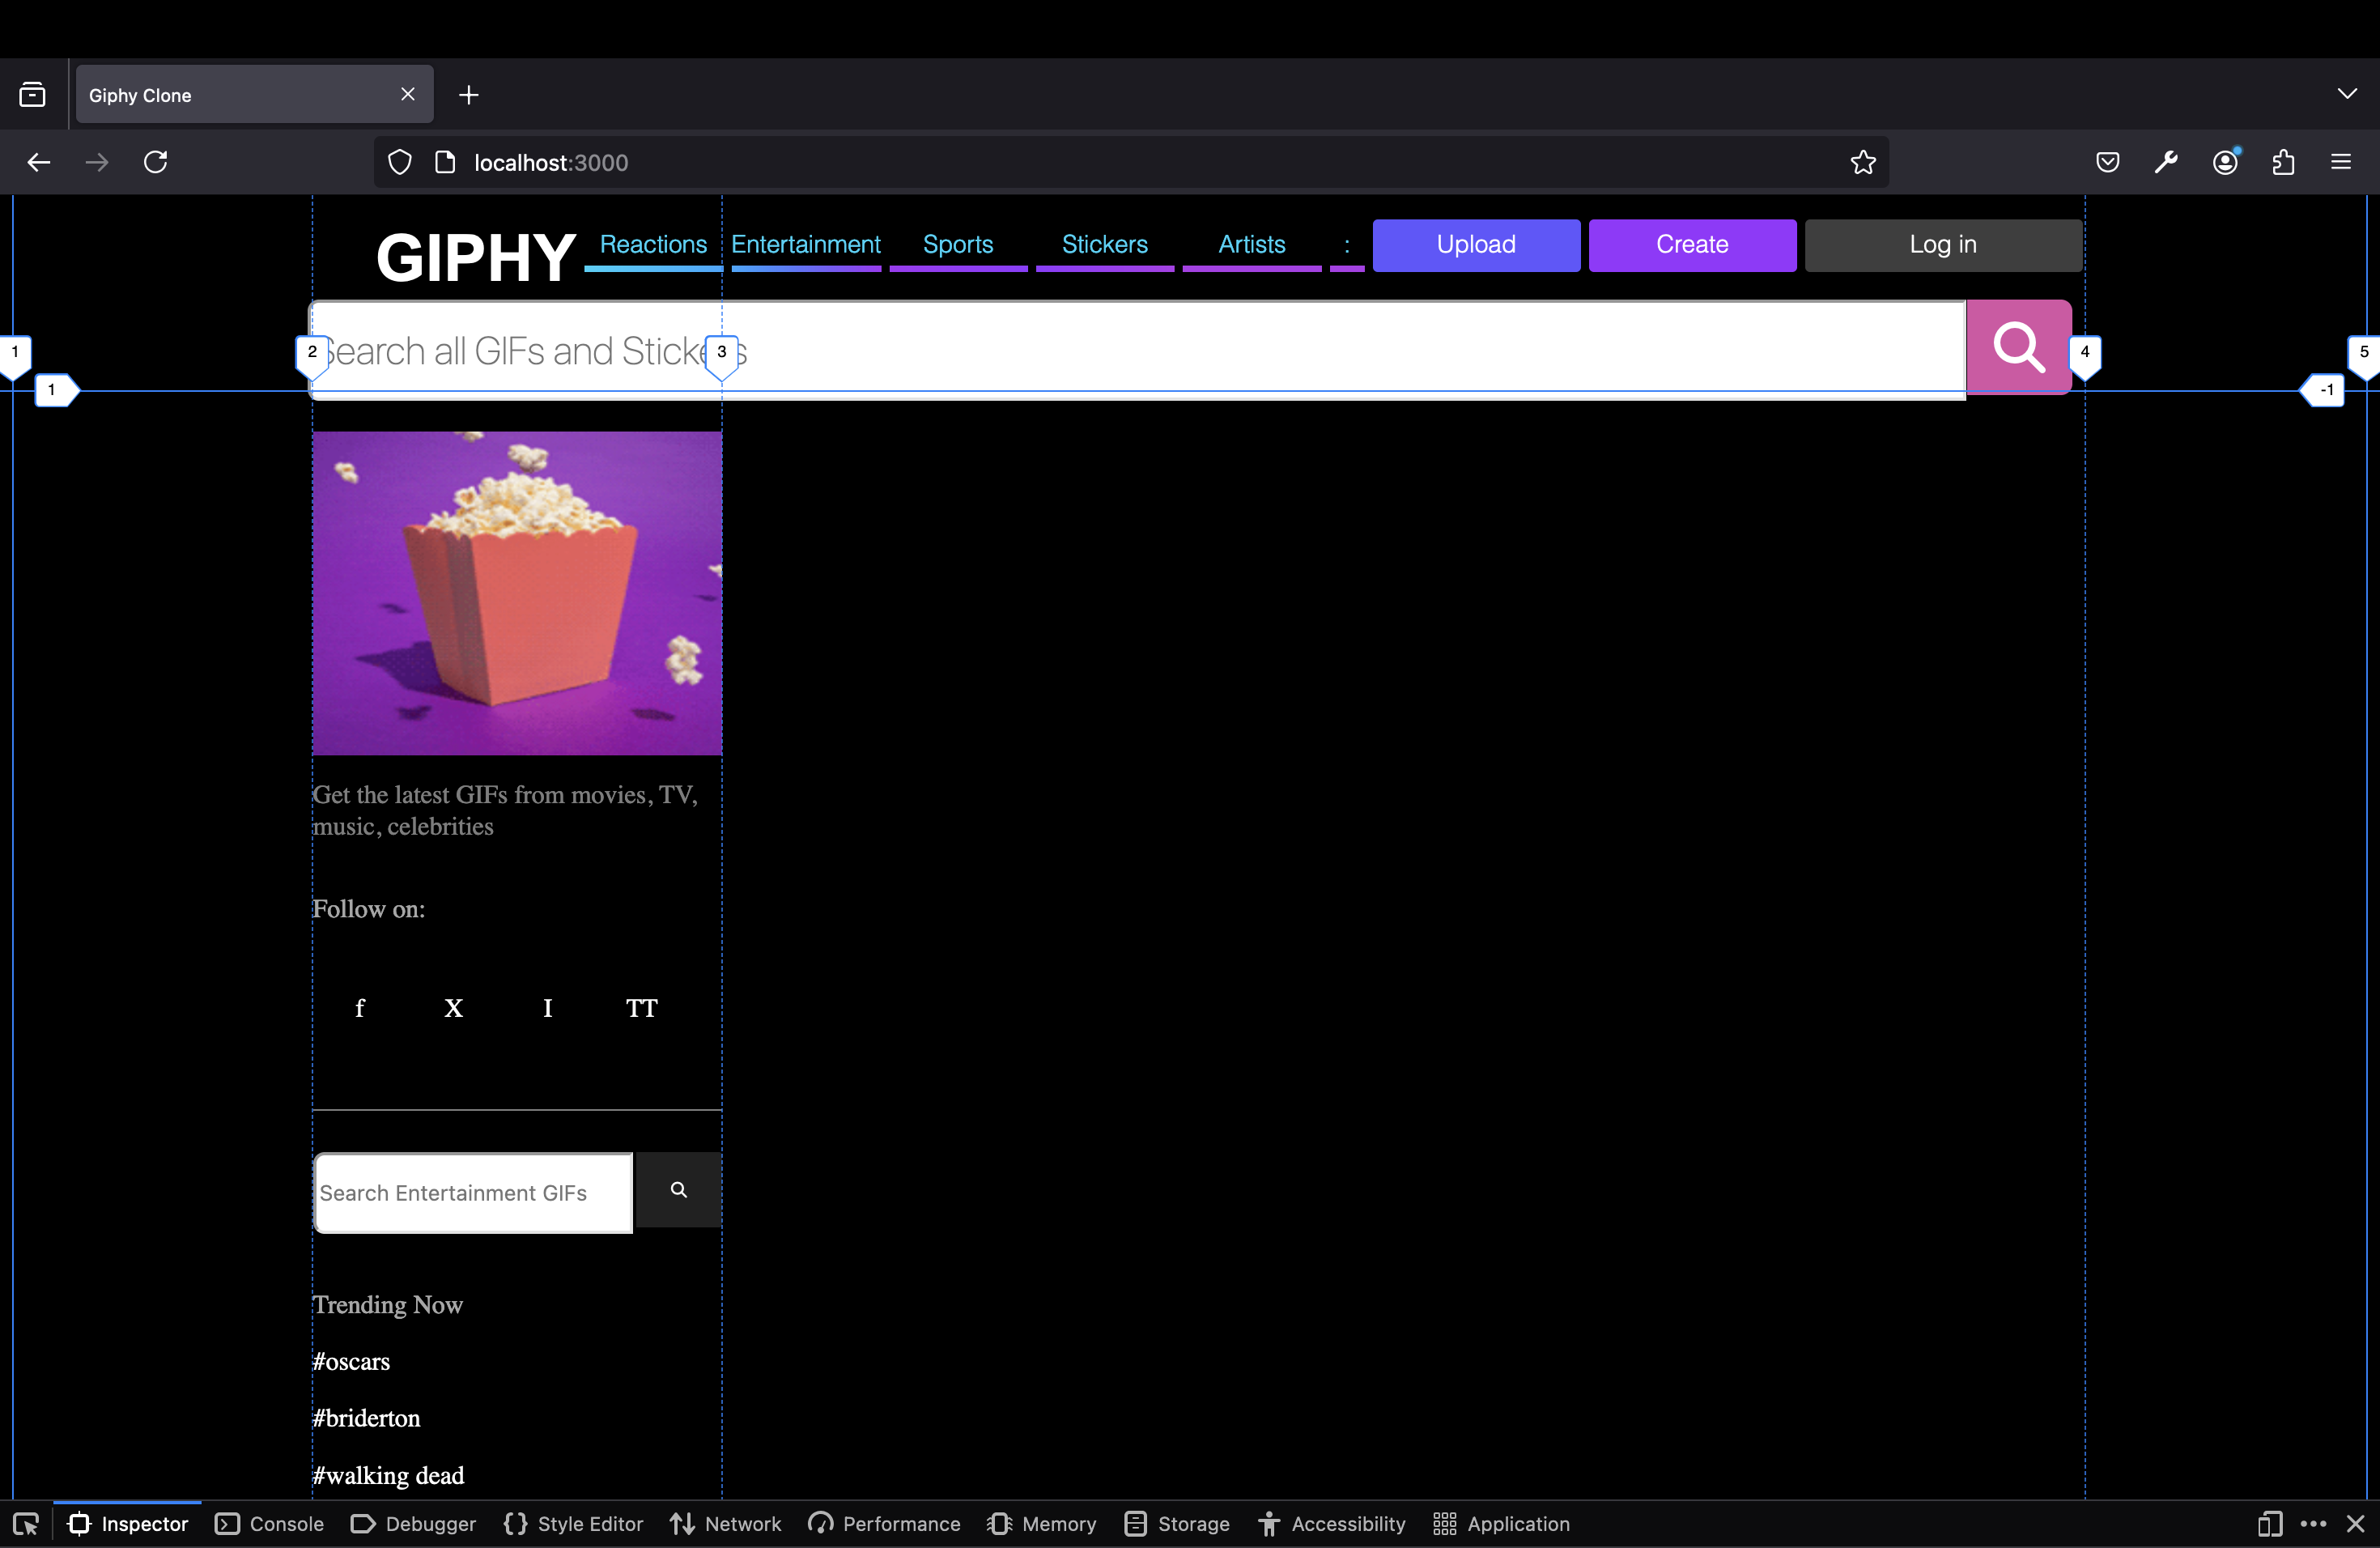 Giphy Clone
localhost:3000
GIPHY Reactions Entertainment Sports Stickers Artists : Upload Create Log in
Search all GIFs and Stickers
1 2 3 4 5
1 -1
Get the latest GIFs from movies, TV,
music, celebrities
Follow on:
f X I TT
Search Entertainment GIFs
Trending Now
#oscars
#briderton
#walking dead
Inspector Console Debugger Style Editor Network Performance Memory Storage Accessibility Application